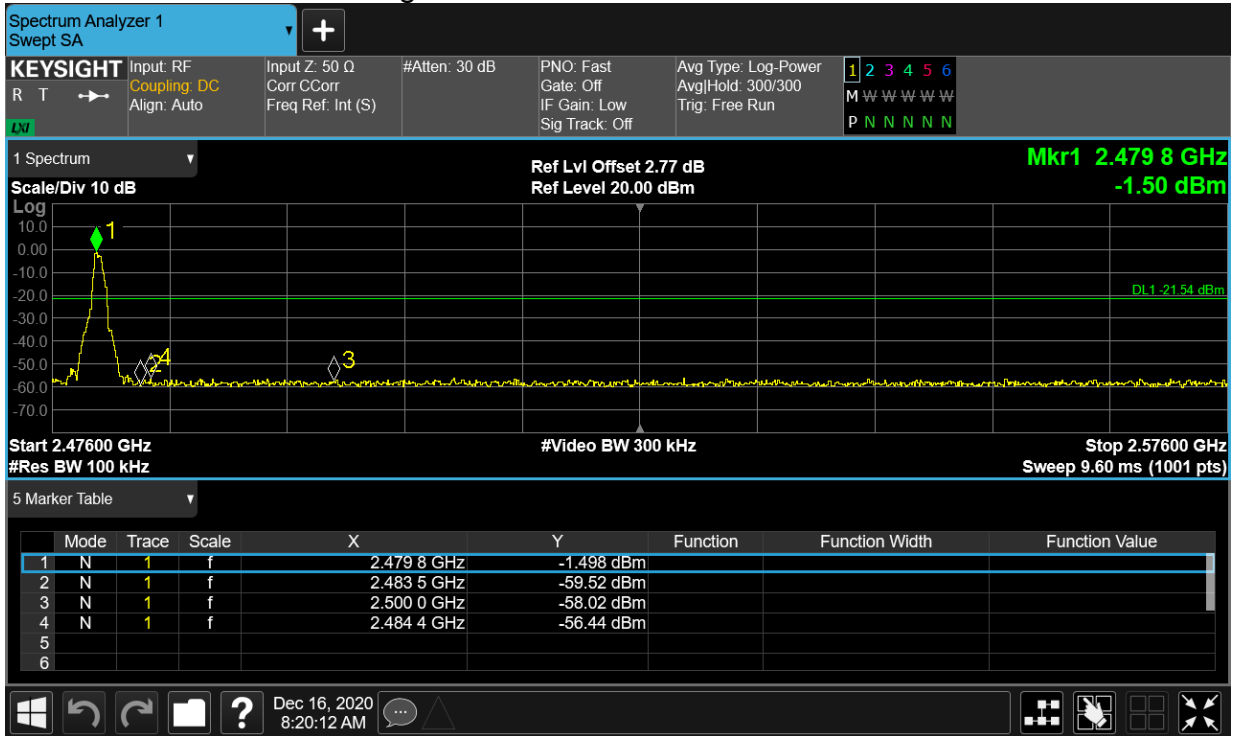 Spectrum Analyzer 1
Swept SA
+
KEYSIGHT Input: RF Input Z: 50 Ω #Atten: 30 dB PNO: Fast Avg Type: Log-Power 1 2 3 4 5 6
R T Coupling: DC Corr CCorr Gate: Off Avg|Hold: 300/300 M W W W W W
Align: Auto Freq Ref: Int (S) IF Gain: Low Trig: Free Run P N N N N N
LXI Sig Track: Off
1 Spectrum Ref Lvl Offset 2.77 dB Mkr1 2.479 8 GHz
Scale/Div 10 dB Ref Level 20.00 dBm -1.50 dBm
Log
10.0 1
0.00
-10.0
-20.0 DL1 -21.54 dBm
-30.0
-40.0
-50.0 2 4 3
-60.0
-70.0
Start 2.47600 GHz #Video BW 300 kHz Stop 2.57600 GHz
#Res BW 100 kHz Sweep 9.60 ms (1001 pts)
5 Marker Table
Mode Trace Scale X Y Function Function Width Function Value
1 N 1 f 2.479 8 GHz -1.498 dBm
2 N 1 f 2.483 5 GHz -59.52 dBm
3 N 1 f 2.500 0 GHz -58.02 dBm
4 N 1 f 2.484 4 GHz -56.44 dBm
5
6
? Dec 16, 2020
8:20:12 AM